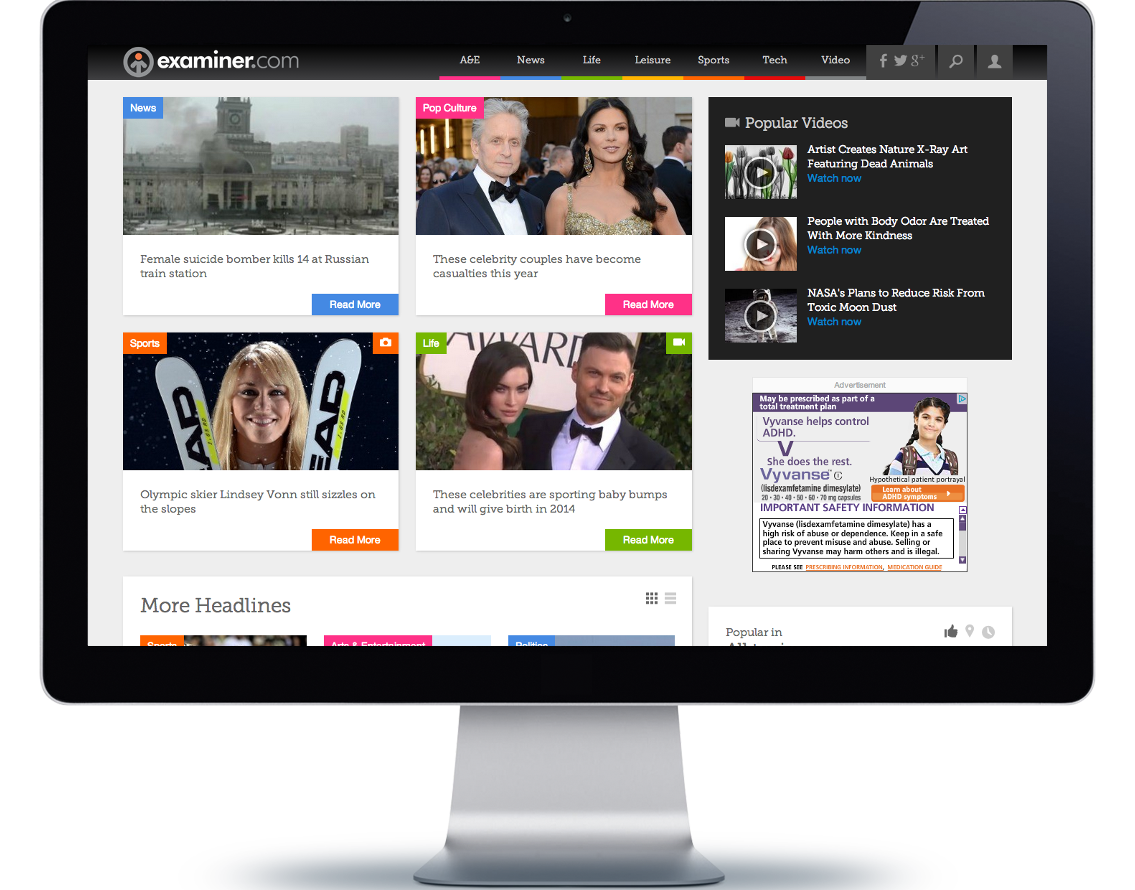 examiner.com
A&E News Life Leisure Sports Tech Video
News
Female suicide bomber kills 14 at Russian
train station
Read More
Pop Culture
These celebrity couples have become
casualties this year
Read More
Popular Videos
Artist Creates Nature X-Ray Art
Featuring Dead Animals
Watch now
People with Body Odor Are Treated
With More Kindness
Watch now
NASA's Plans to Reduce Risk From
Toxic Moon Dust
Watch now
Sports
HEAD
HEAD
Olympic skier Lindsey Vonn still sizzles on
the slopes
Read More
Life
AWARD
These celebrities are sporting baby bumps
and will give birth in 2014
Read More
Advertisement
May be prescribed as part of a
total treatment plan
Vyvanse helps control
ADHD.
She does the rest.
Vyvanse
(lisdexamfetamine dimesylate)
20 • 30 • 40 • 50 • 60 • 70 mg capsules
Hypothetical patient portrayal
Learn about
ADHD symptoms
IMPORTANT SAFETY INFORMATION
Vyvanse (lisdexamfetamine dimesylate) has a
high risk of abuse or dependence. Keep in a safe
place to prevent misuse and abuse. Selling or
sharing Vyvanse may harm others and is illegal.
PLEASE SEE PRESCRIBING INFORMATION, MEDICATION GUIDE
More Headlines
Sports
Arts & Entertainment
Politics
Popular in